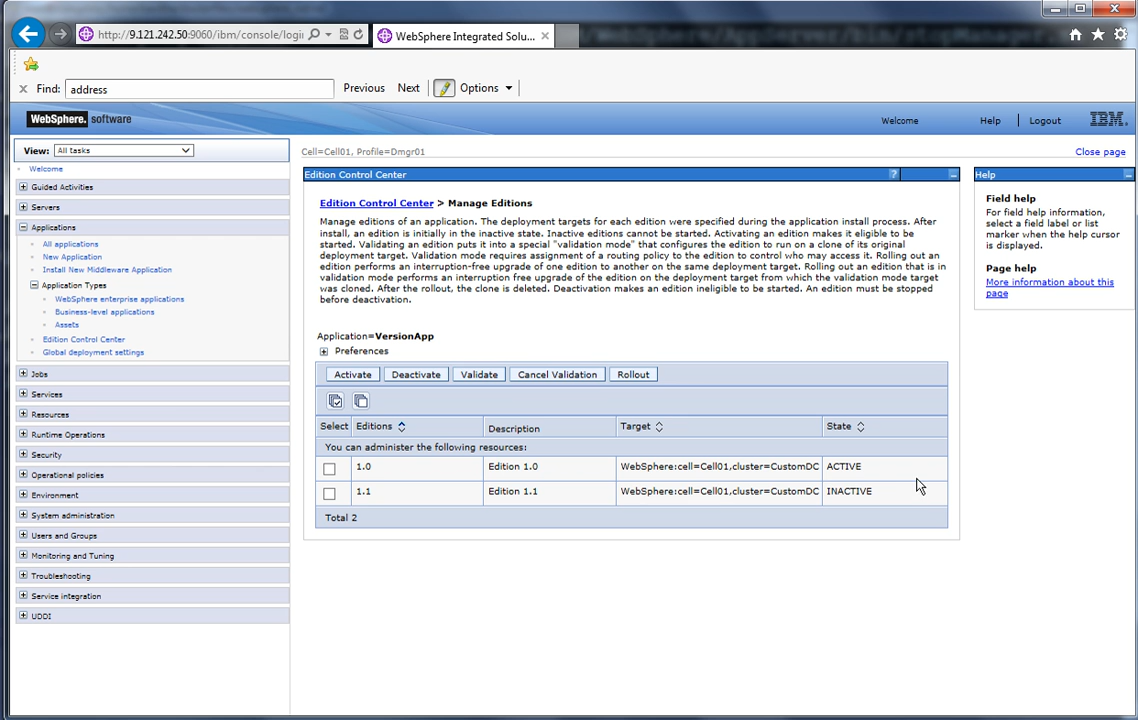 /WebSphere/AppServer/bin/stopManager.
http://9.121.242.50:9060/ibm/console/logi
WebSphere Integrated Solu...
Find: address Previous Next Options
WebSphere. software Welcome Help Logout IBM.
View: All tasks
Welcome
Guided Activities
Servers
Applications
All applications
New Application
Install New Middleware Application
Application Types
WebSphere enterprise applications
Business-level applications
Assets
Edition Control Center
Global deployment settings
Jobs
Services
Resources
Runtime Operations
Security
Operational policies
Environment
System administration
Users and Groups
Monitoring and Tuning
Troubleshooting
Service integration
UDDI
Cell=Cell01, Profile=Dmgr01 Close page
Edition Control Center ?
Edition Control Center > Manage Editions
Manage editions of an application. The deployment targets for each edition were specified during the application install process. After
install, an edition is initially in the inactive state. Inactive editions cannot be started. Activating an edition makes it eligible to be
started. Validating an edition puts it into a special "validation mode" that configures the edition to run on a clone of its original
deployment target. Validation mode requires assignment of a routing policy to the edition to control who may access it. Rolling out an
edition performs an interruption-free upgrade of one edition to another on the same deployment target. Rolling out an edition that is in
validation mode performs an interruption free upgrade of the edition on the deployment target from which the validation mode target
was cloned. After the rollout, the clone is deleted. Deactivation makes an edition ineligible to be started. An edition must be stopped
before deactivation.
Application=VersionApp
Preferences
Activate Deactivate Validate Cancel Validation Rollout
Select Editions Description Target State
You can administer the following resources:
1.0 Edition 1.0 WebSphere:cell=Cell01,cluster=CustomDC ACTIVE
1.1 Edition 1.1 WebSphere:cell=Cell01,cluster=CustomDC INACTIVE
Total 2
Help
Field help
For field help information,
select a field label or list
marker when the help cursor
is displayed.
Page help
More information about this
page